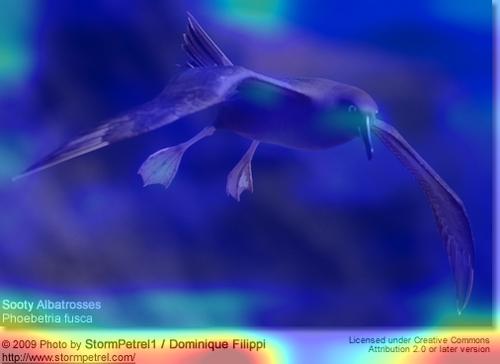 Sooty Albatrosses
Phoebetria fusca
© 2009 Photo by StormPetrel1 / Dominique Filippi
http://www.stormpetrel.com/
Licensed under Creative Commons
Attribution 2.0 or later version